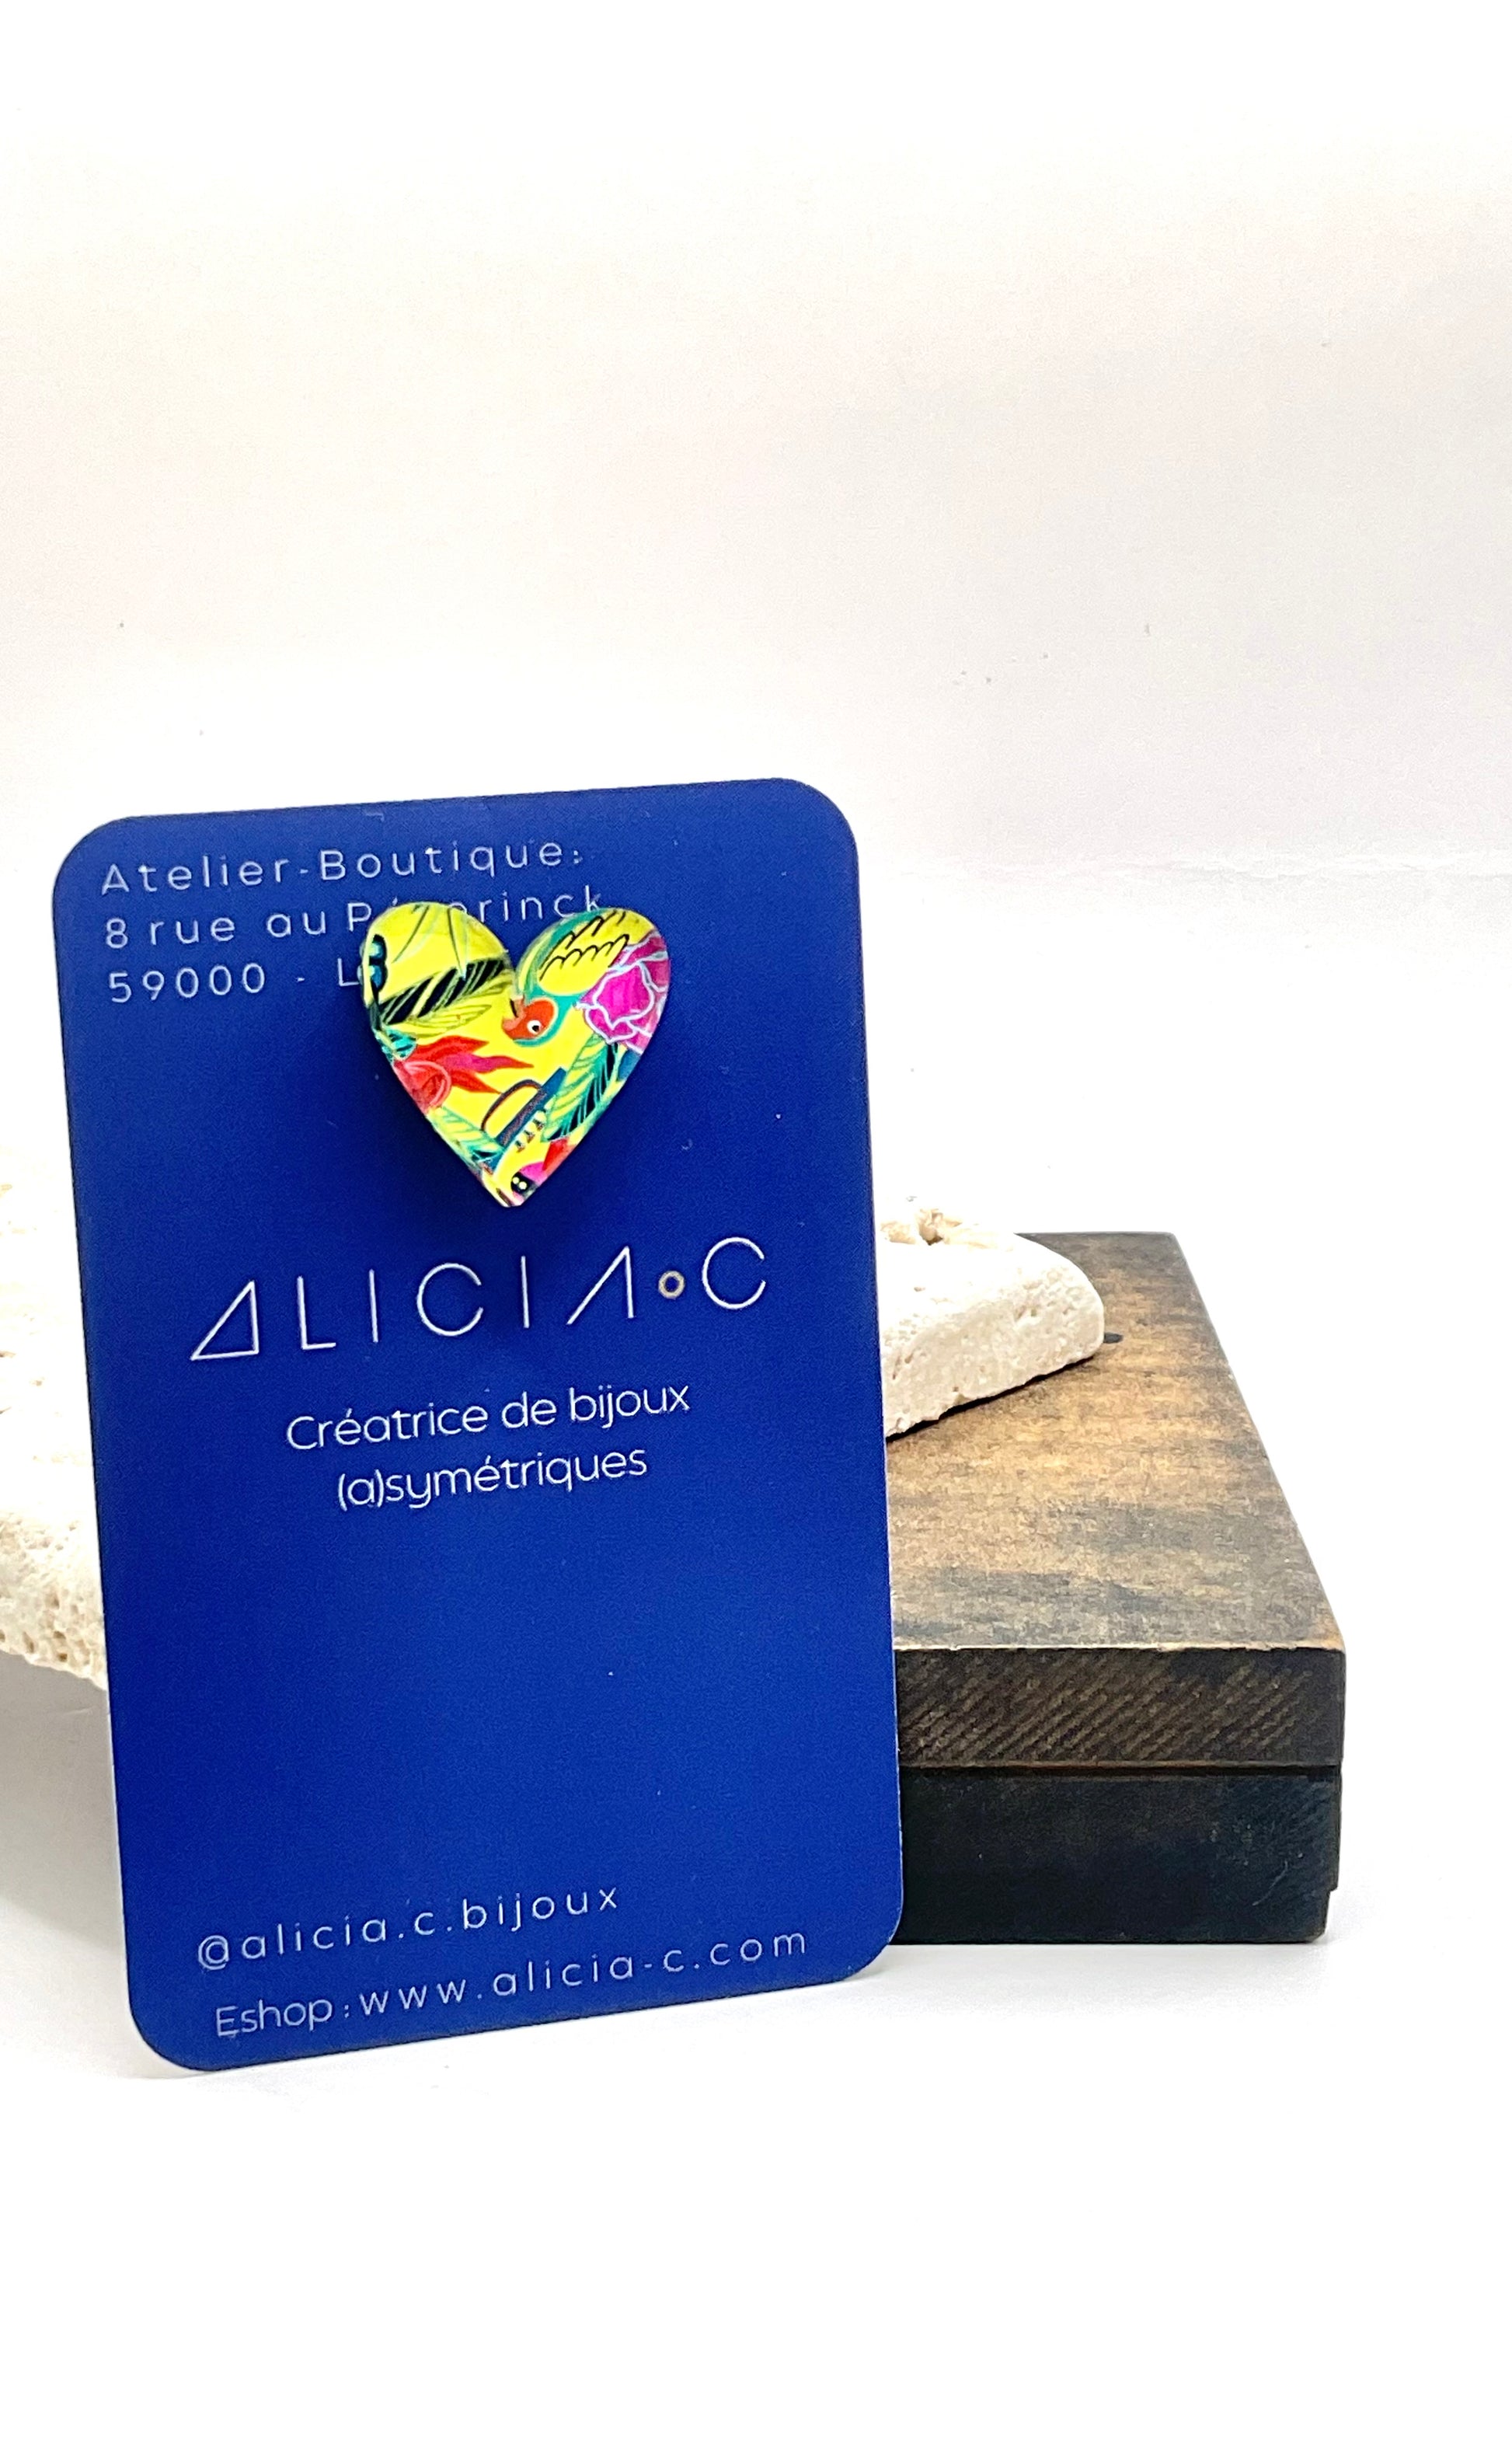 Atelier-Boutique:
8 rue au
59000 -
ALICIA•C
Créatrice de bijoux
(a)symétriques
@alicia.c.bijoux
Eshop : www.alicia-c.com